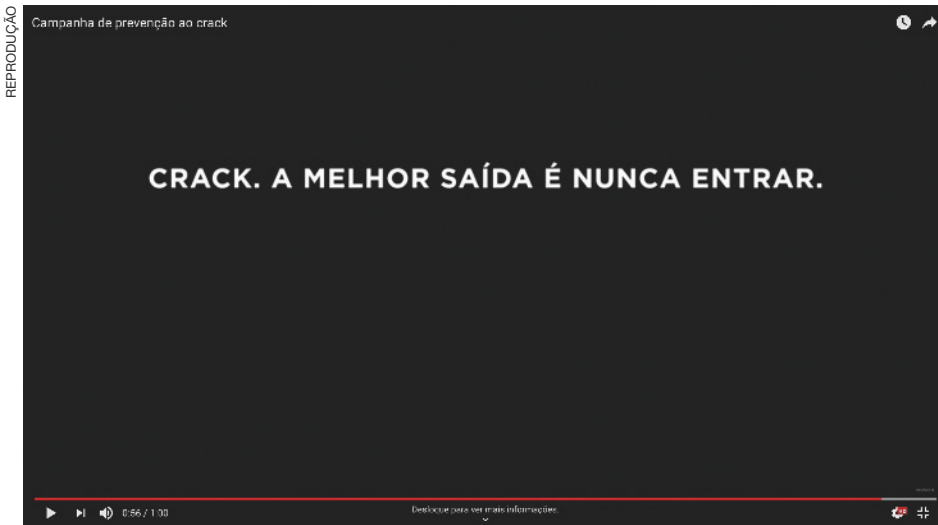 REPRODUÇÃO
Campanha de prevenção ao crack
CRACK. A MELHOR SAÍDA É NUNCA ENTRAR.
0:56 / 1:00
Desloque para ver mais informações.
HD